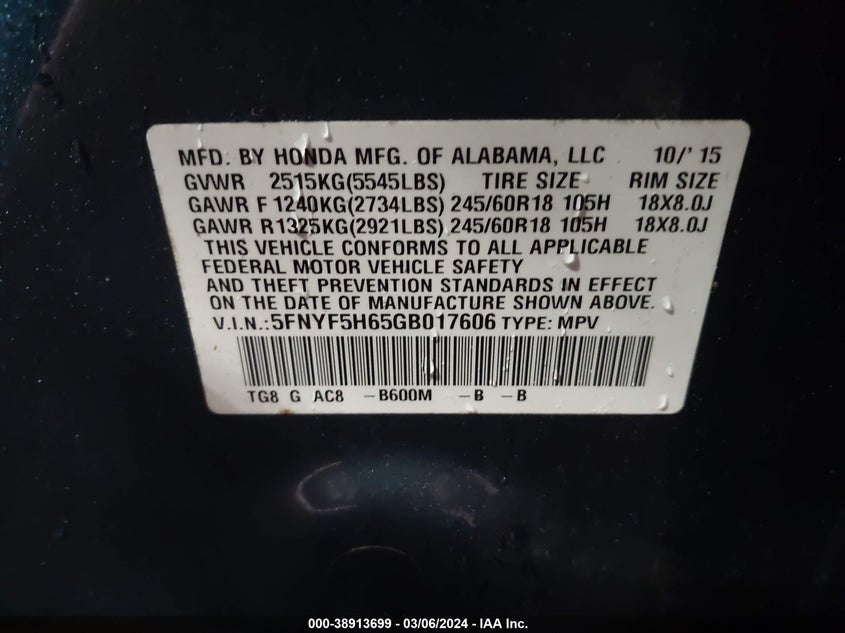 MFD. BY HONDA MFG. OF ALABAMA, LLC 10/'15
GVWR 2515KG(5545LBS) TIRE SIZE RIM SIZE
GAWR F 1240KG(2734LBS) 245/60R18 105H 18X8.0J
GAWR R1325KG(2921LBS) 245/60R18 105H 18X8.0J
THIS VEHICLE CONFORMS TO ALL APPLICABLE
FEDERAL MOTOR VEHICLE SAFETY
AND THEFT PREVENTION STANDARDS IN EFFECT
ON THE DATE OF MANUFACTURE SHOWN ABOVE.
V.I.N.:5FNYF5H65GB017606 TYPE: MPV
TG8 G AC8 -B600M -B -B
000-38913699 - 03/06/2024 - IAA Inc.